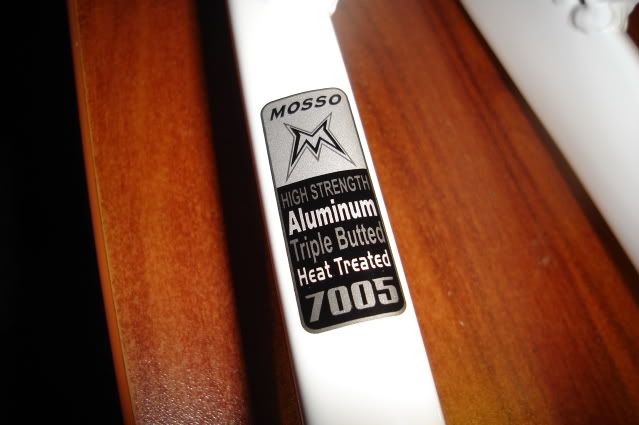 MOSSO
M
HIGH STRENGTH
Aluminum
Triple Butted
Heat Treated
7005